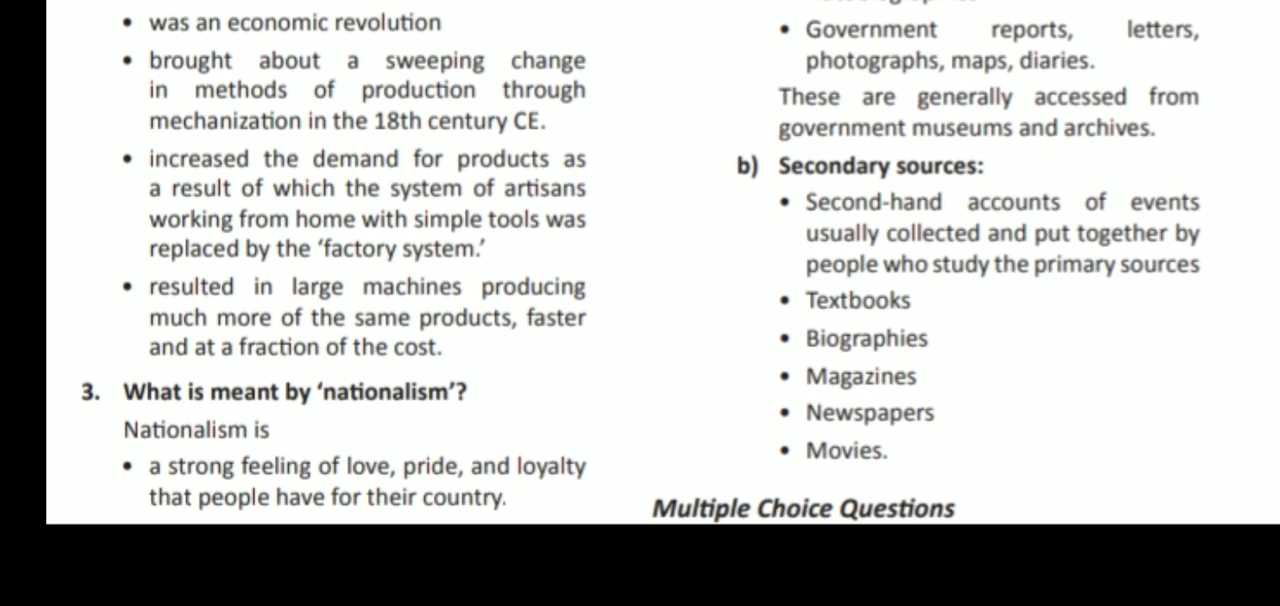 • was an economic revolution
• brought about a sweeping change
in methods of production through
mechanization in the 18th century CE.
• increased the demand for products as
a result of which the system of artisans
working from home with simple tools was
replaced by the ‘factory system.’
• resulted in large machines producing
much more of the same products, faster
and at a fraction of the cost.
3. What is meant by ‘nationalism’?
Nationalism is
• a strong feeling of love, pride, and loyalty
that people have for their country.
• Government reports, letters,
photographs, maps, diaries.
These are generally accessed from
government museums and archives.
b) Secondary sources:
• Second-hand accounts of events
usually collected and put together by
people who study the primary sources
• Textbooks
• Biographies
• Magazines
• Newspapers
• Movies.
Multiple Choice Questions